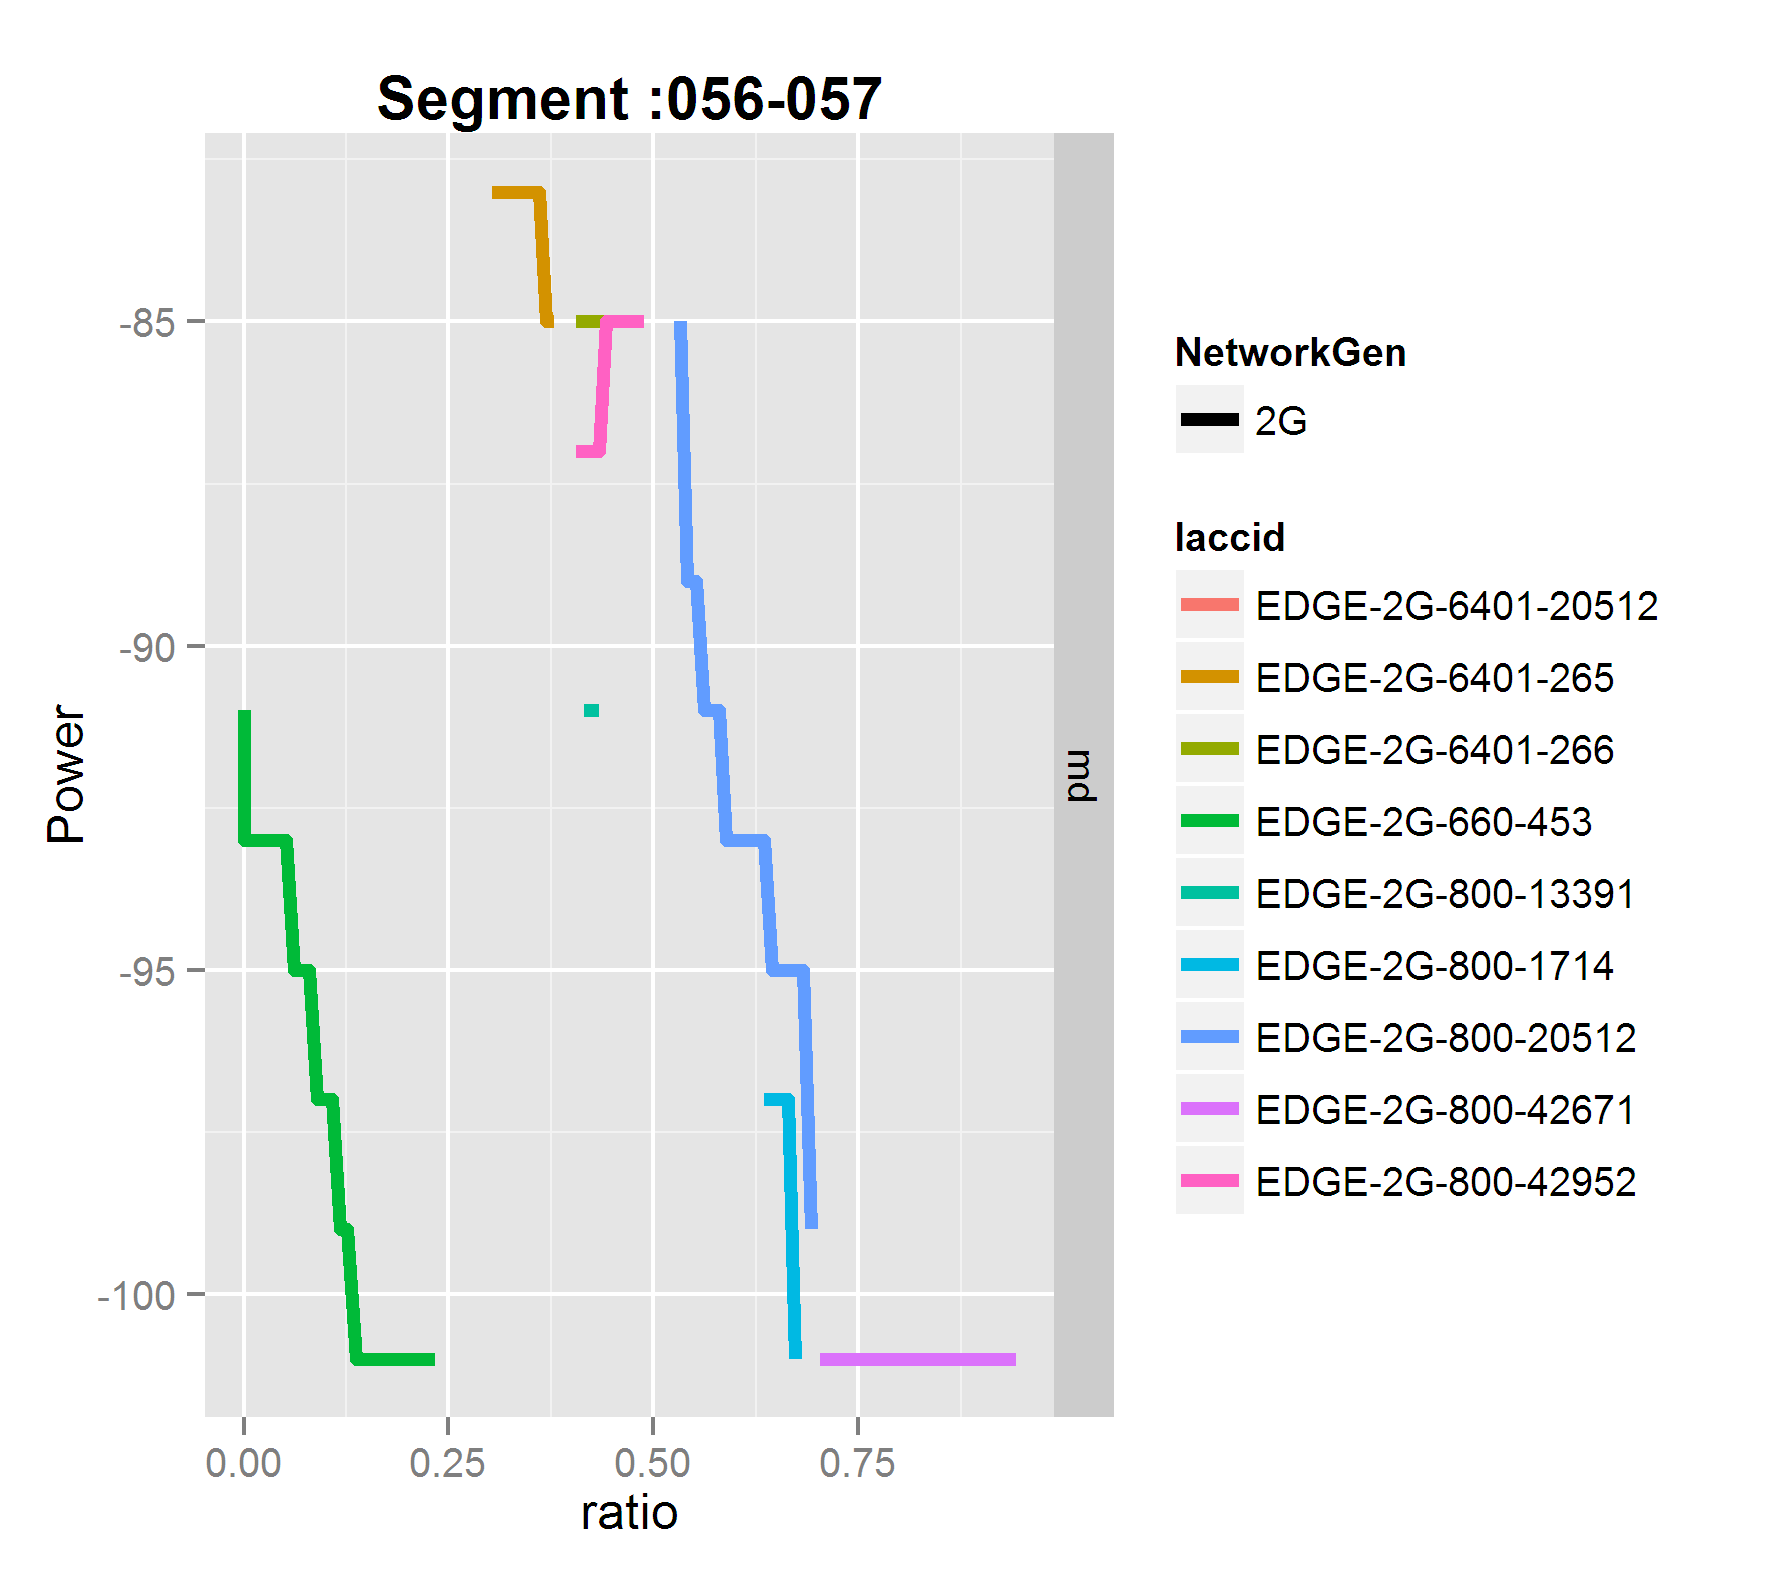 Segment :056-057
Power
-85
-90
-95
-100
0.00 0.25 0.50 0.75
ratio
md
NetworkGen
2G
laccid
EDGE-2G-6401-20512
EDGE-2G-6401-265
EDGE-2G-6401-266
EDGE-2G-660-453
EDGE-2G-800-13391
EDGE-2G-800-1714
EDGE-2G-800-20512
EDGE-2G-800-42671
EDGE-2G-800-42952